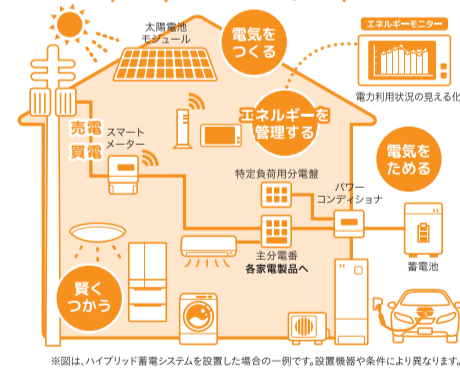 太陽電池
モジュール
電気を
つくる
エネルギーモニター
電力利用状況の見える化
売電
買電
スマート
メーター
エネルギーを
管理する
電気を
ためる
特定負荷用分電盤
パワー
コンディショナ
主分電番
各家電製品へ
蓄電池
賢く
つかう
※図は、ハイブリッド蓄電システムを設置した場合の一例です。設置機器や条件により異なります。